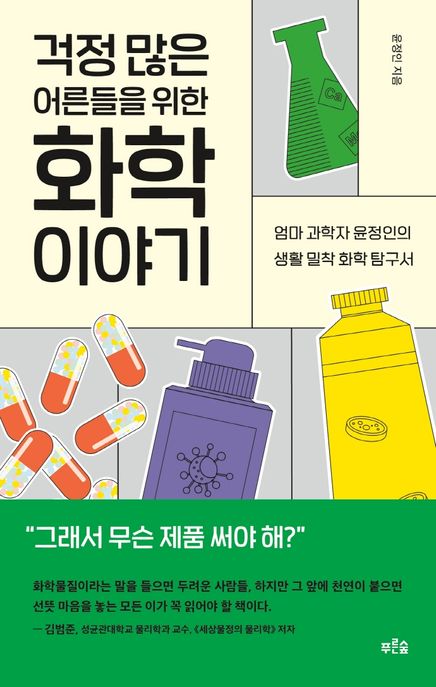 걱정 많은
어른들을 위한
화학
이야기
윤정인 지음
Ca
엄마 과학자 윤정인의
생활 밀착 화학 탐구서
“그래서 무슨 제품 써야 해?”
화학물질이라는 말을 들으면 두려운 사람들, 하지만 그 앞에 천연이 붙으면
선뜻 마음을 놓는 모든 이가 꼭 읽어야 할 책이다.
— 김범준, 성균관대학교 물리학과 교수, 《세상물정의 물리학》 저자
푸른숲